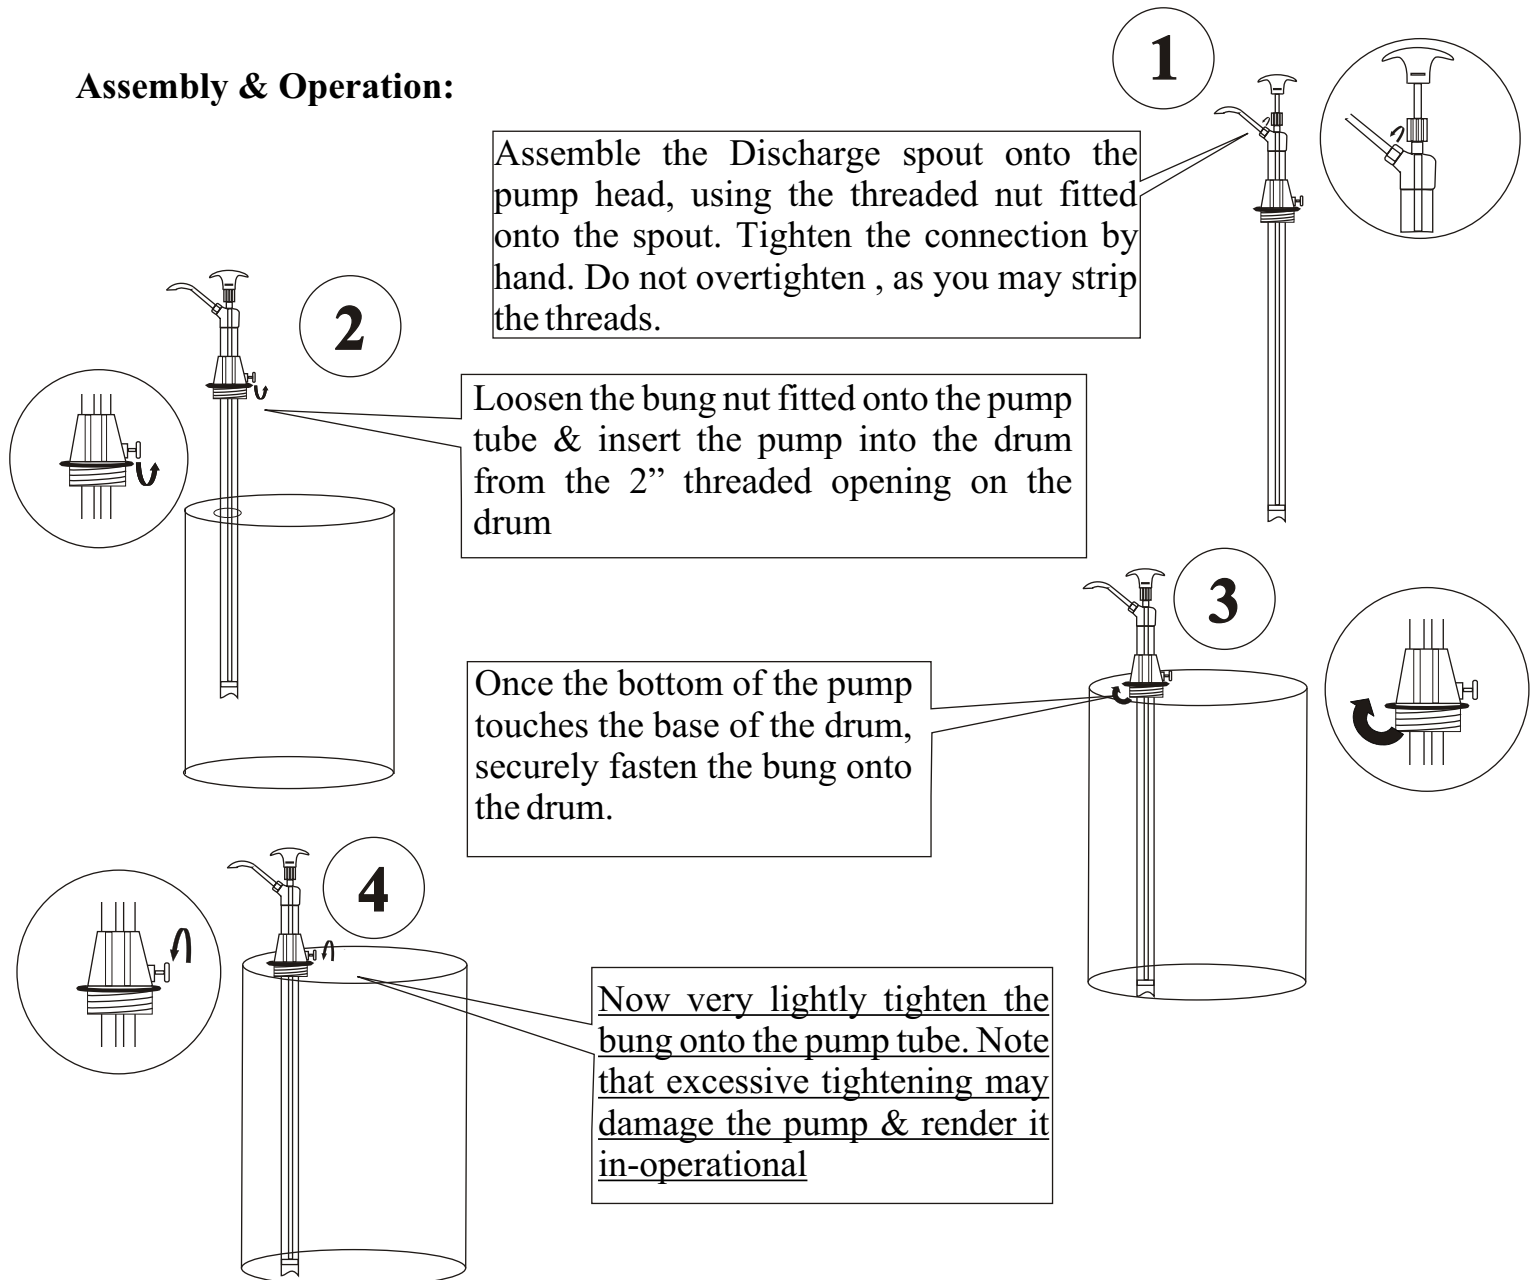 Assembly & Operation:
1
Assemble the Discharge spout onto the
pump head, using the threaded nut fitted
onto the spout. Tighten the connection by
hand. Do not overtighten , as you may strip
the threads.
2
Loosen the bung nut fitted onto the pump
tube & insert the pump into the drum
from the 2” threaded opening on the
drum
3
Once the bottom of the pump
touches the base of the drum,
securely fasten the bung onto
the drum.
4
Now very lightly tighten the
bung onto the pump tube. Note
that excessive tightening may
damage the pump & render it
in-operational